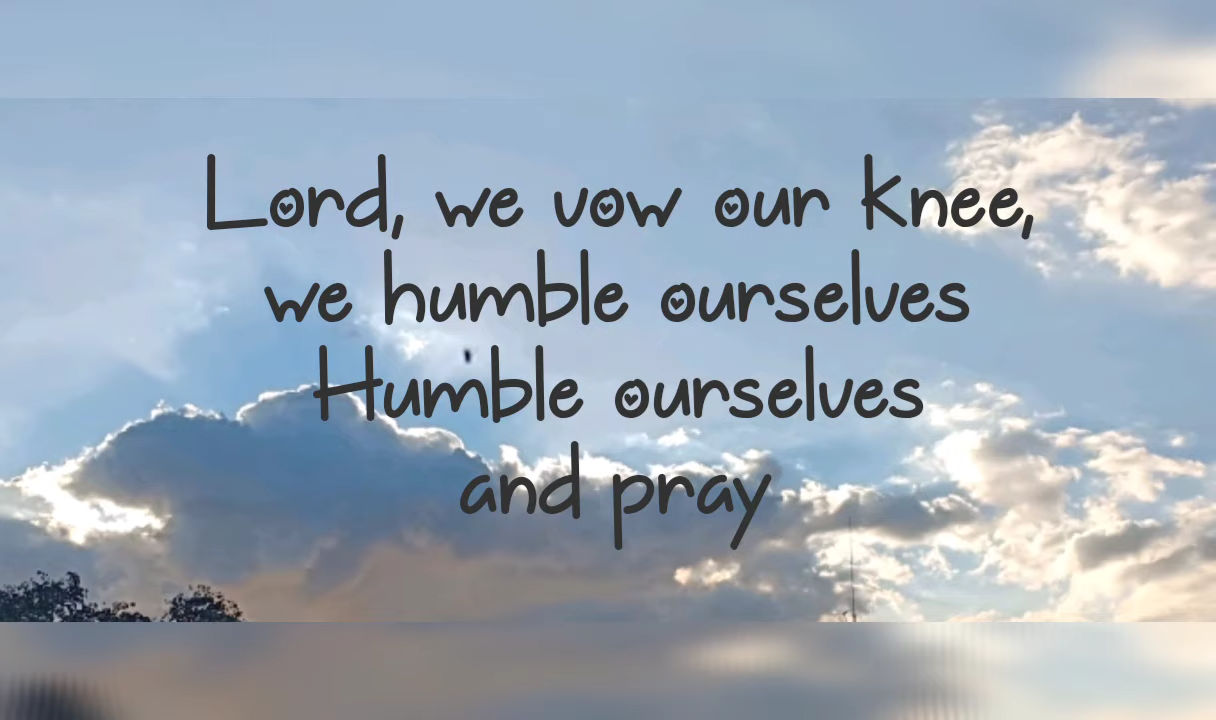 Lord, we vow our knee,
we humble ourselves
Humble ourselves
and pray